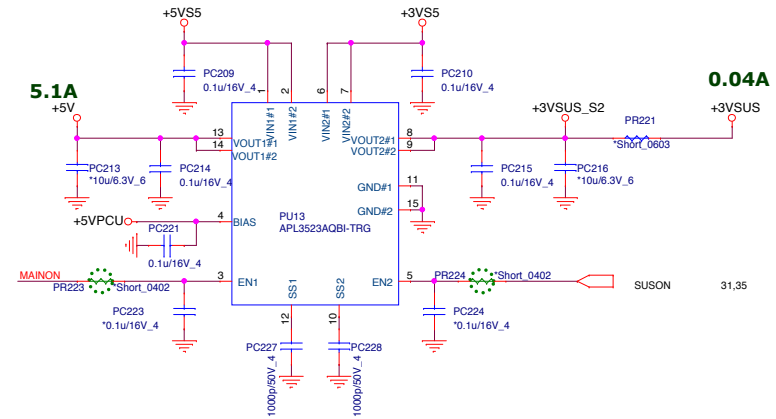 +5VS5
+3VS5
PC209
0.1u/16V_4
PC210
0.1u/16V_4
5.1A
+5V
0.04A
+3VSUS_S2
+3VSUS
PR221
*Short_0603
1
2
6
7
VIN1#1
VIN1#2
VIN2#1
VIN2#2
13
14
VOUT1#1
VOUT1#2
8
9
VOUT2#1
VOUT2#2
PC213
*10u/6.3V_6
PC214
0.1u/16V_4
PC215
0.1u/16V_4
PC216
*10u/6.3V_6
GND#1
11
GND#2
15
+5VPCU
4
BIAS
PC221
0.1u/16V_4
PU13
APL3523AQBI-TRG
MAINON
PR223
*Short_0402
3
EN1
SS1
SS2
EN2
5
PR224
*Short_0402
SUSON
31,35
PC223
*0.1u/16V_4
PC224
*0.1u/16V_4
12
10
PC227
1000p/50V_4
PC228
1000p/50V_4